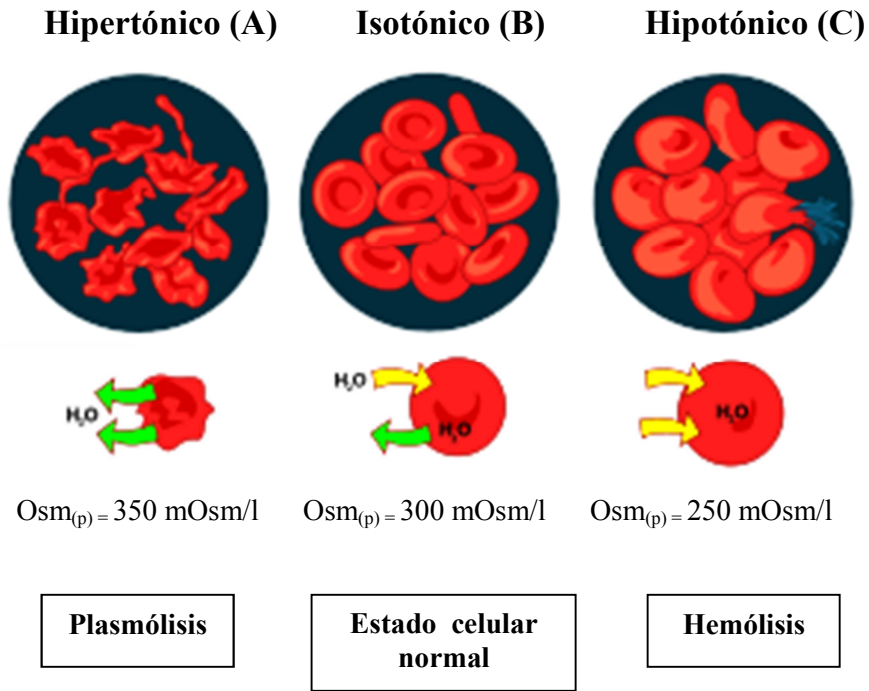 Hipertónico (A)
Isotónico (B)
Hipotónico (C)
H₂O
H₂O
H₂O
H₂O
Osm(p) = 350 mOsm/l
Osm(p) = 300 mOsm/l
Osm(p) = 250 mOsm/l
Plasmólisis
Estado celular
normal
Hemólisis